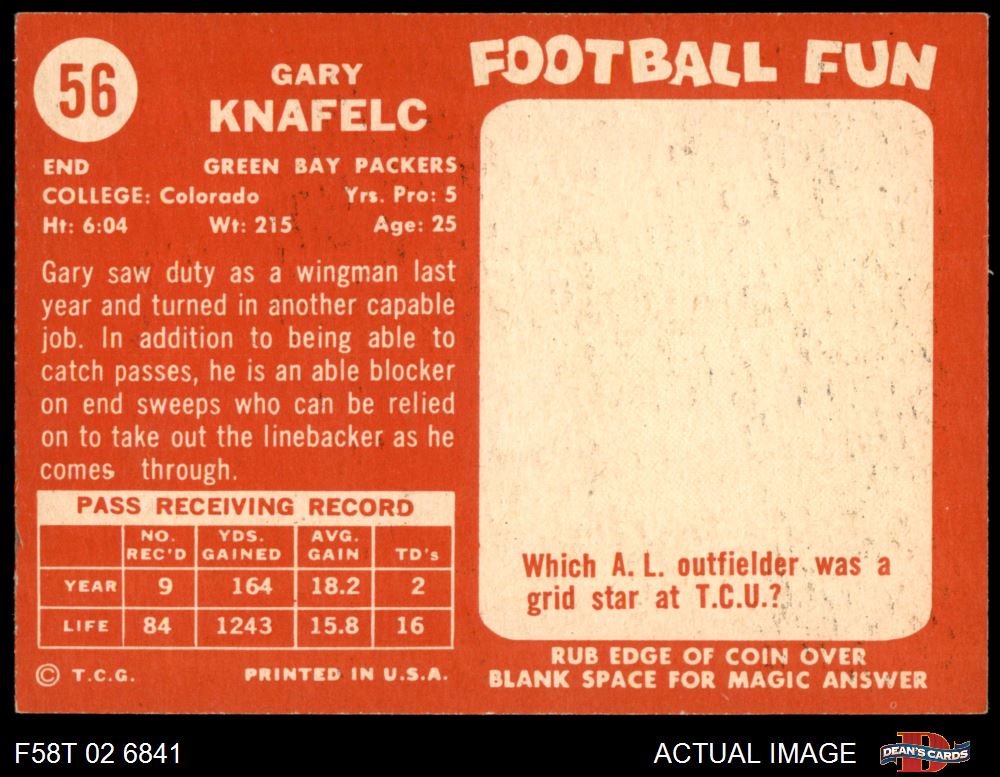 56
GARY
KNAFELC
END GREEN BAY PACKERS
COLLEGE: Colorado Yrs. Pro: 5
Ht: 6:04 Wt: 215 Age: 25
Gary saw duty as a wingman last
year and turned in another capable
job. In addition to being able to
catch passes, he is an able blocker
on end sweeps who can be relied
on to take out the linebacker as he
comes through.
PASS RECEIVING RECORD
NO. REC'D YDS. GAINED AVG. GAIN TD's
YEAR 9 164 18.2 2
LIFE 84 1243 15.8 16
© T.C.G. PRINTED IN U.S.A.
FOOTBALL FUN
Which A. L. outfielder was a
grid star at T.C.U.?
RUB EDGE OF COIN OVER
BLANK SPACE FOR MAGIC ANSWER
F58T 02 6841 ACTUAL IMAGE D DEAN'S CARDS